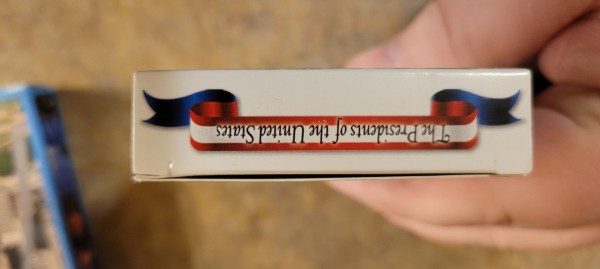 The Presidents of the United States